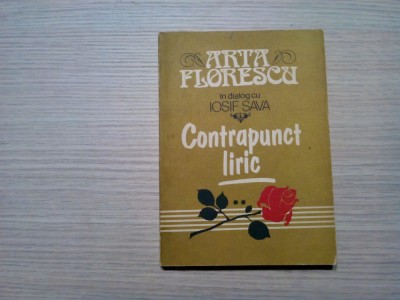 ARTA
FLORESCU
în dialog cu
IOSIF SAVA
Contrapunct
liric